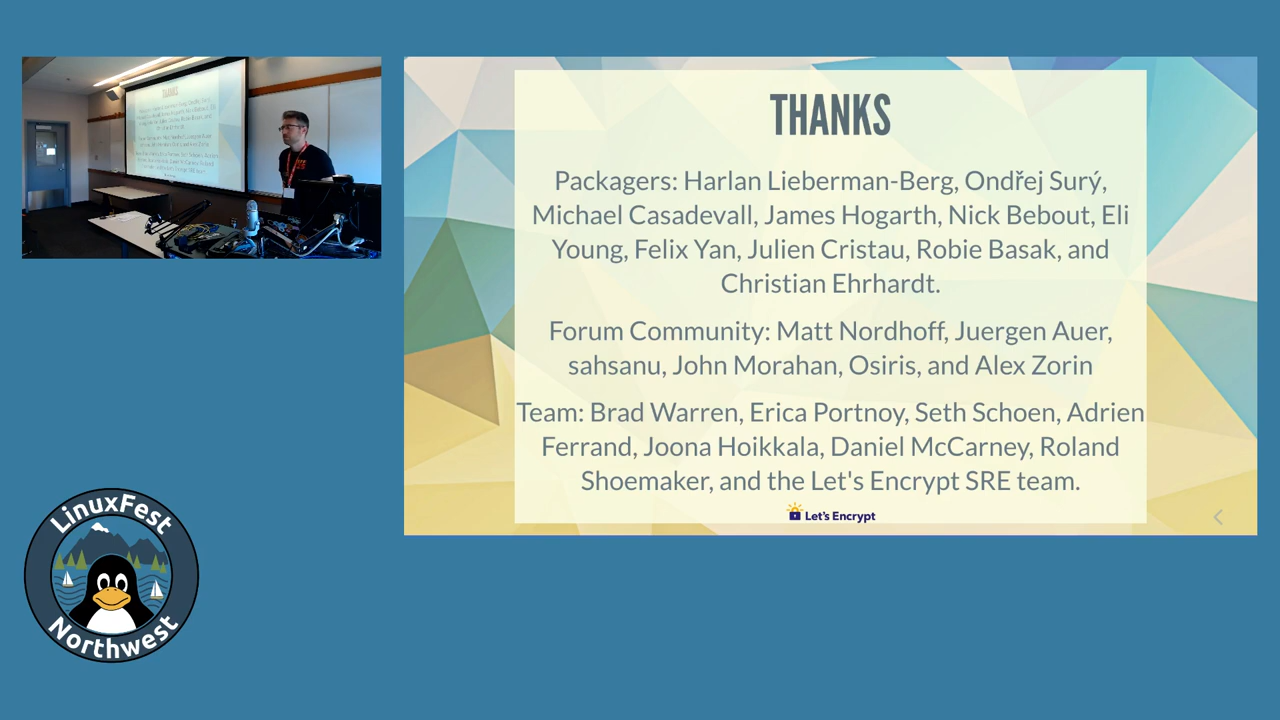 THANKS
Packagers: Harlan Lieberman-Berg, Ondřej Surý,
Michael Casadevall, James Hogarth, Nick Bebout, Eli
Young, Felix Yan, Julien Cristau, Robie Basak, and
Christian Ehrhardt.
Forum Community: Matt Nordhoff, Juergen Auer,
sahsanu, John Morahan, Osiris, and Alex Zorin
Team: Brad Warren, Erica Portnoy, Seth Schoen, Adrien
Ferrand, Joona Hoikkala, Daniel McCarney, Roland
Shoemaker, and the Let's Encrypt SRE team.
Let's Encrypt
LinuxFest
Northwest
THANKS